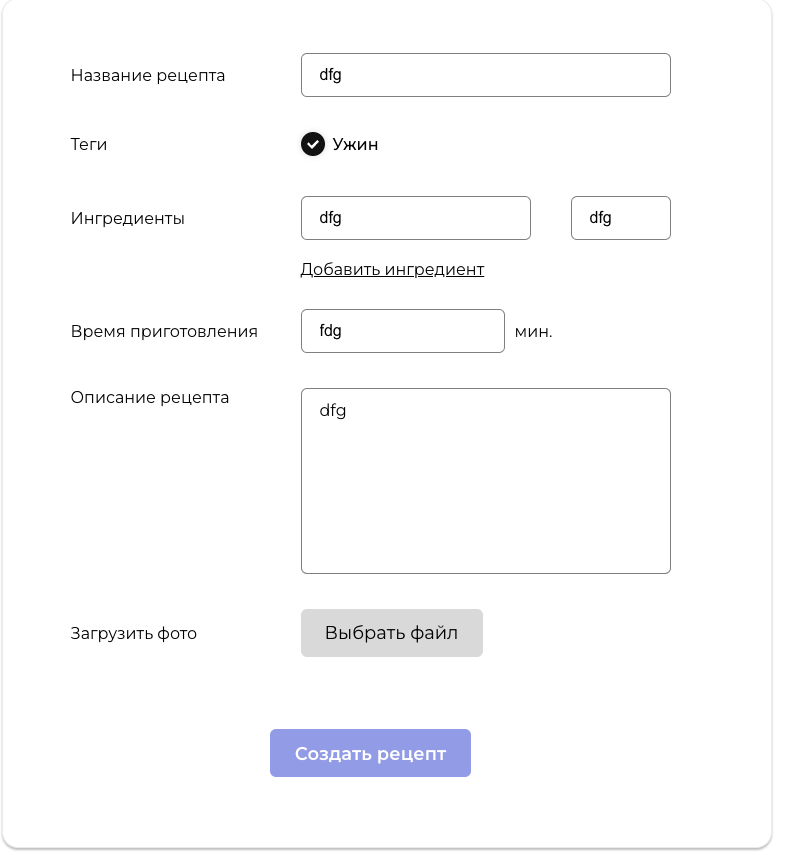 Название рецепта
dfg
Теги
Ужин
Ингредиенты
dfg
dfg
Добавить ингредиент
Время приготовления
fdg
мин.
Описание рецепта
dfg
Загрузить фото
Выбрать файл
Создать рецепт